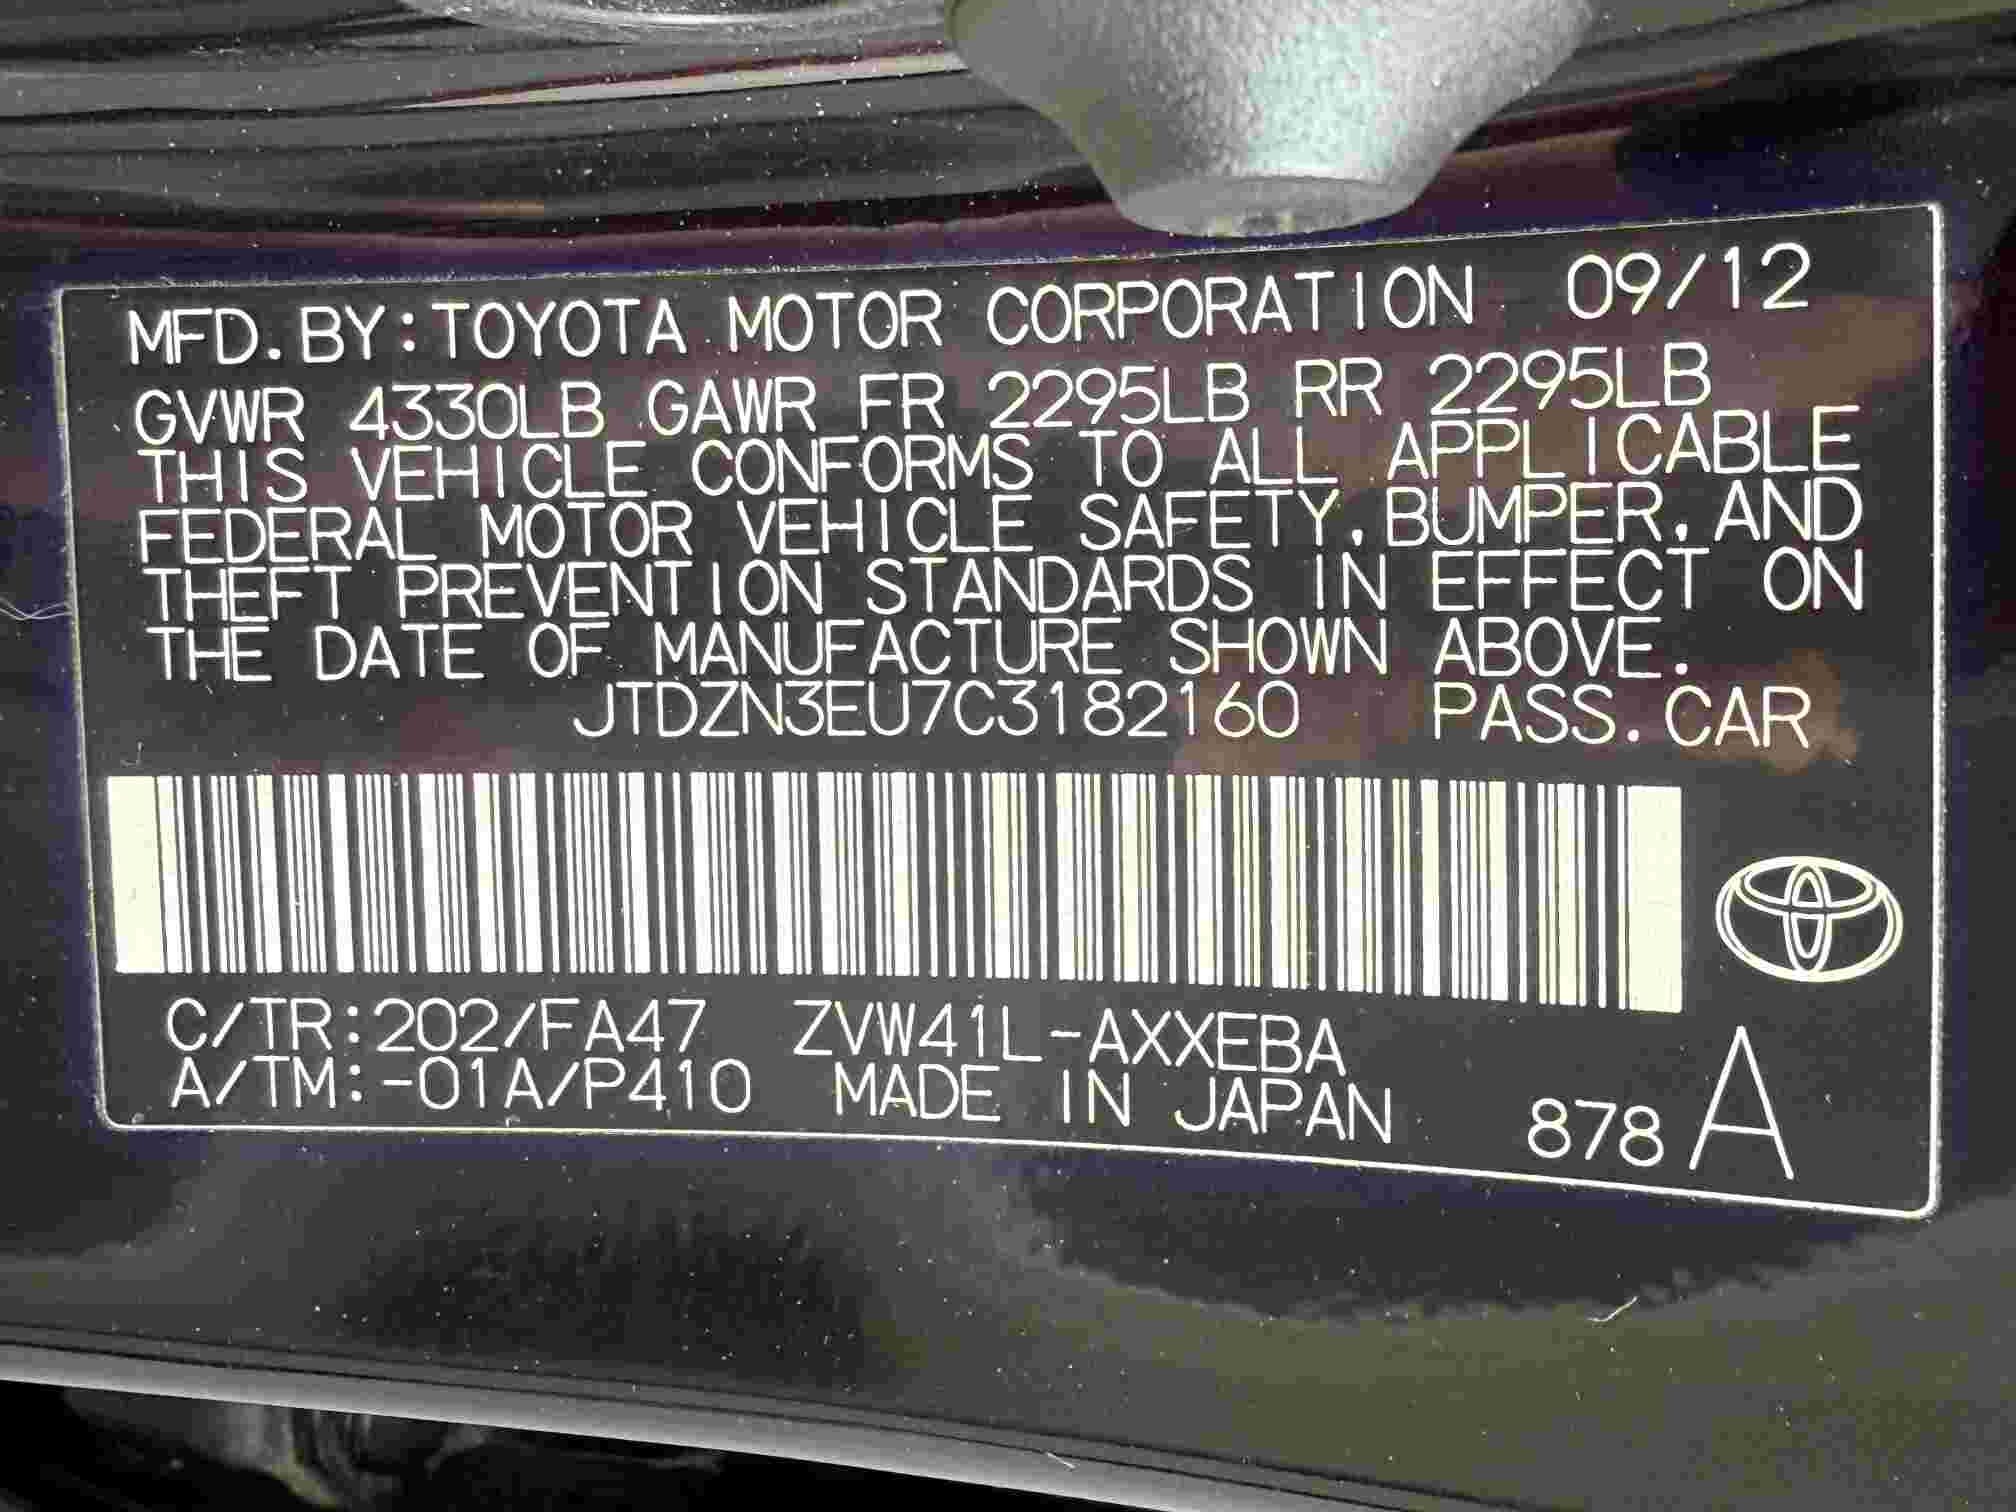 MFD. BY: TOYOTA MOTOR CORPORATION 09/12
GVWR 4330LB GAWR FR 2295LB RR 2295LB
THIS VEHICLE CONFORMS TO ALL APPLICABLE
FEDERAL MOTOR VEHICLE SAFETY, BUMPER, AND
THEFT PREVENTION STANDARDS IN EFFECT ON
THE DATE OF MANUFACTURE SHOWN ABOVE.
JTDZN3EU7C3182160 PASS. CAR
C/TR: 202/FA47 ZVW41L-AXXEBA
A/TM: -01A/P410 MADE IN JAPAN 878 A